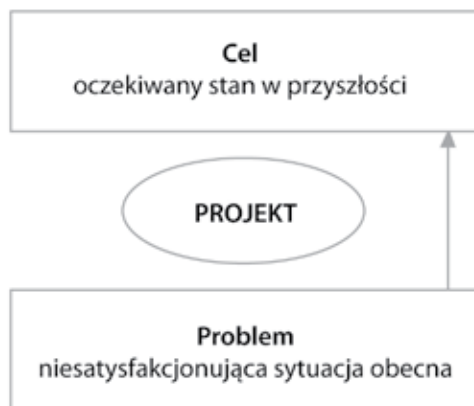 Cel
oczekiwany stan w przyszłości
PROJEKT
Problem
niesatysfakcjonująca sytuacja obecna